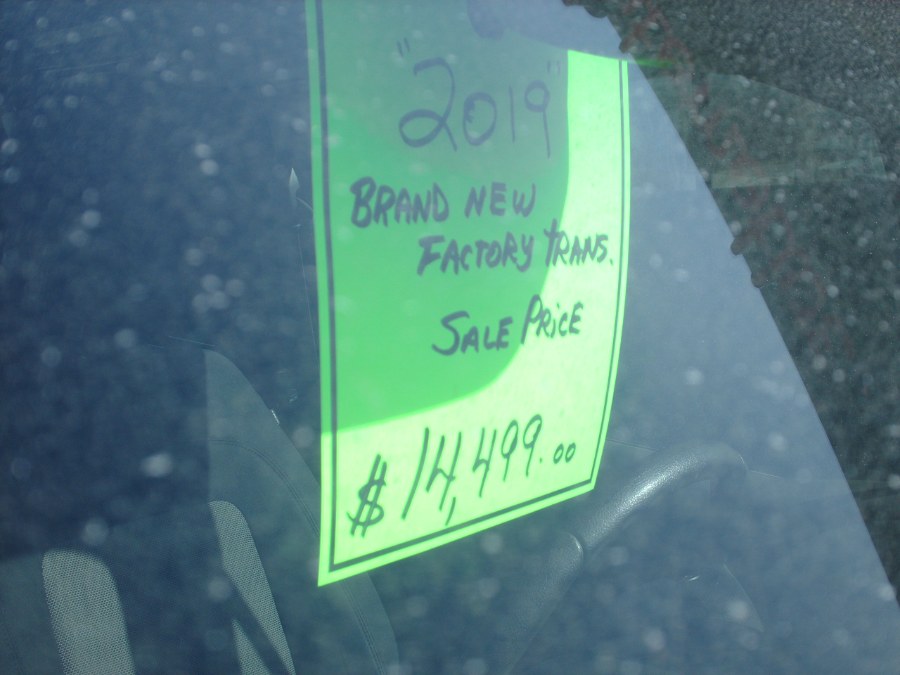 "2019"
BRAND NEW
FACTORY TRANS.
SALE PRICE
$14,499.00